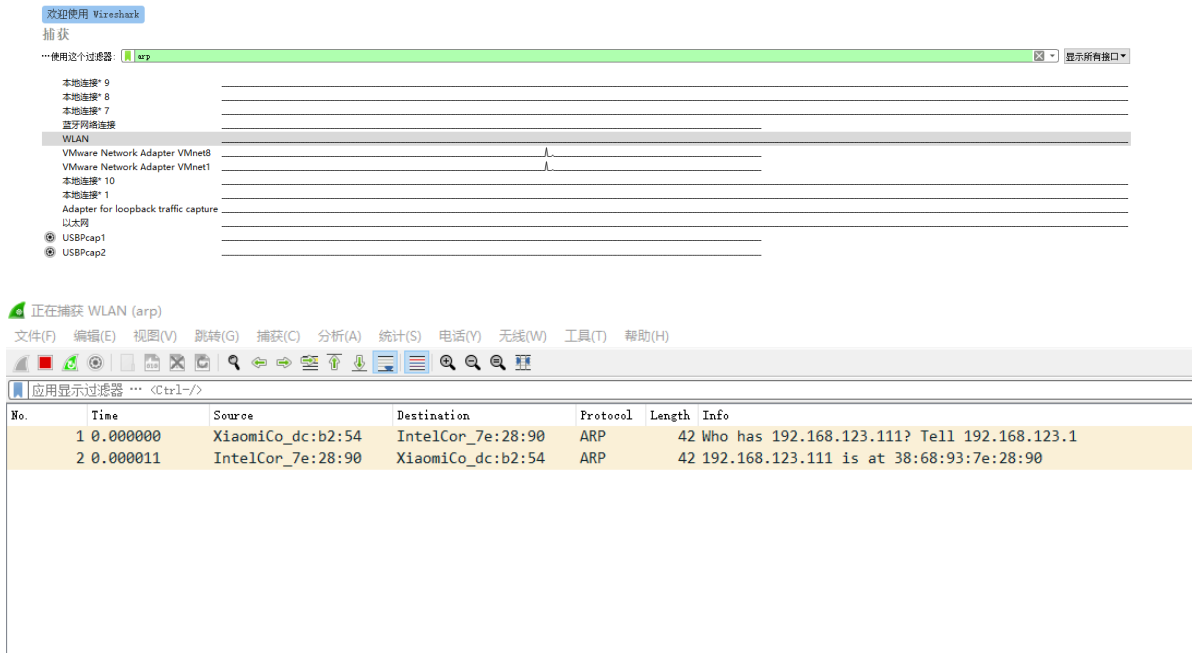 欢迎使用 Wireshark
捕获
…使用这个过滤器: arp 显示所有接口
本地连接* 9
本地连接* 8
本地连接* 7
蓝牙网络连接
WLAN
VMware Network Adapter VMnet8
VMware Network Adapter VMnet1
本地连接* 10
本地连接* 1
Adapter for loopback traffic capture
以太网
USBPcap1
USBPcap2
正在捕获 WLAN (arp)
文件(F) 编辑(E) 视图(V) 跳转(G) 捕获(C) 分析(A) 统计(S) 电话(Y) 无线(W) 工具(T) 帮助(H)
应用显示过滤器 … <Ctrl-/>
No. Time Source Destination Protocol Length Info
1 0.000000 XiaomiCo_dc:b2:54 IntelCor_7e:28:90 ARP 42 Who has 192.168.123.111? Tell 192.168.123.1
2 0.000011 IntelCor_7e:28:90 XiaomiCo_dc:b2:54 ARP 42 192.168.123.111 is at 38:68:93:7e:28:90